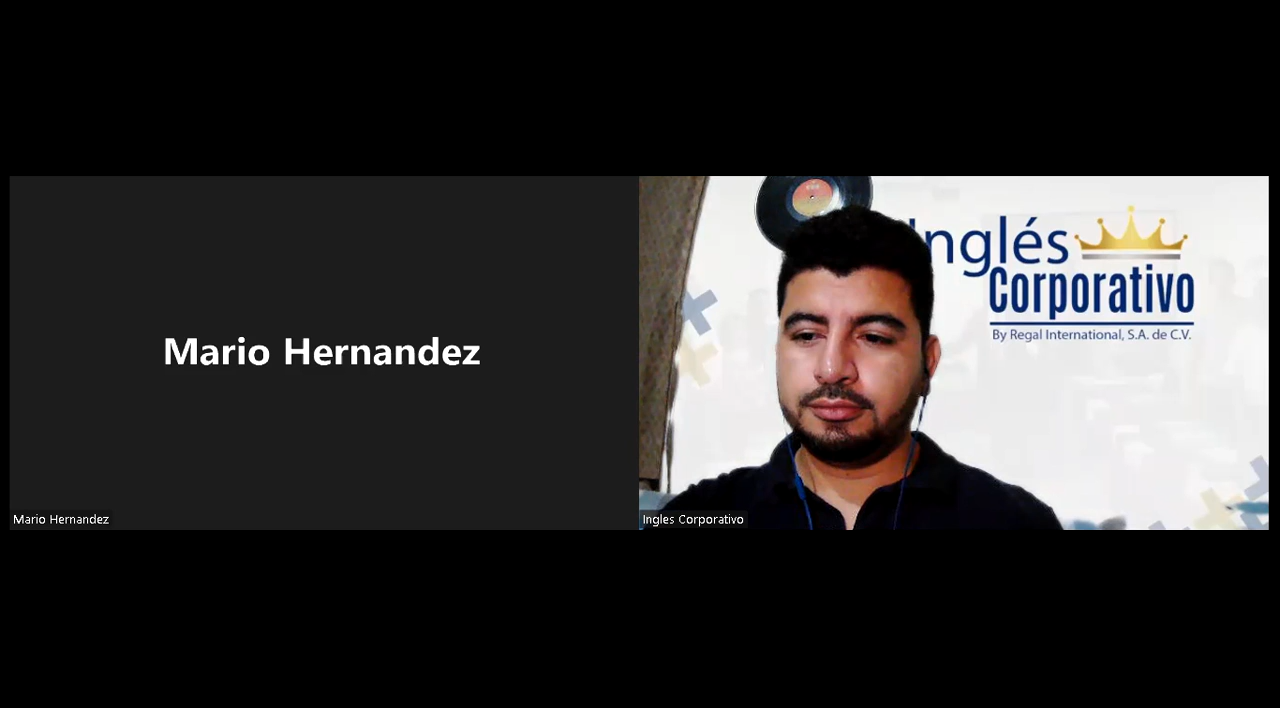 Mario Hernandez
Mario Hernandez
Inglés
Corporativo
By Regal International, S.A. de C.V.
Ingles Corporativo